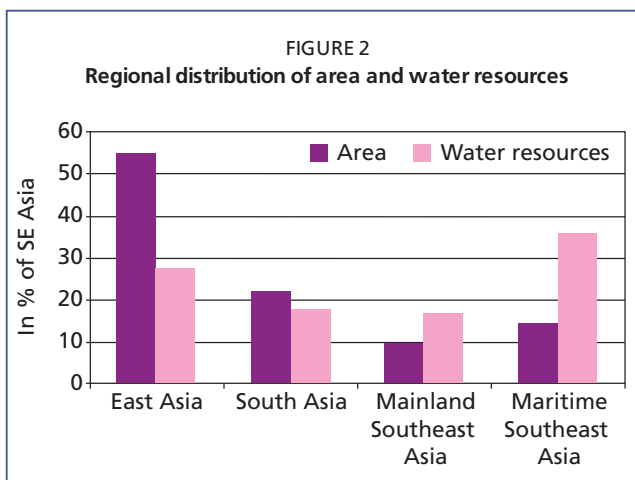 FIGURE 2
Regional distribution of area and water resources
60
50
40
30
20
10
0
In % of SE Asia
Area
Water resources
East Asia
South Asia
Mainland
Southeast
Asia
Maritime
Southeast
Asia